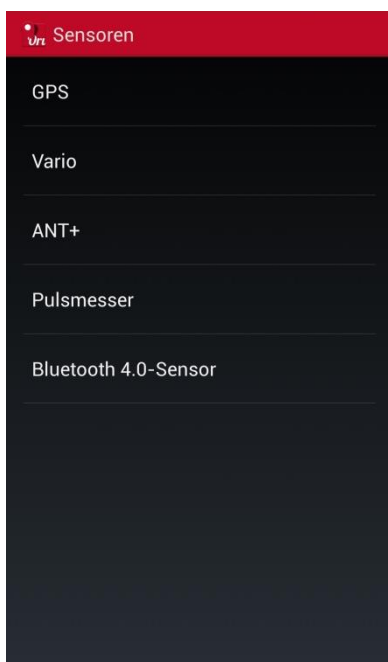 Sensoren
GPS
Vario
ANT+
Pulsmesser
Bluetooth 4.0-Sensor